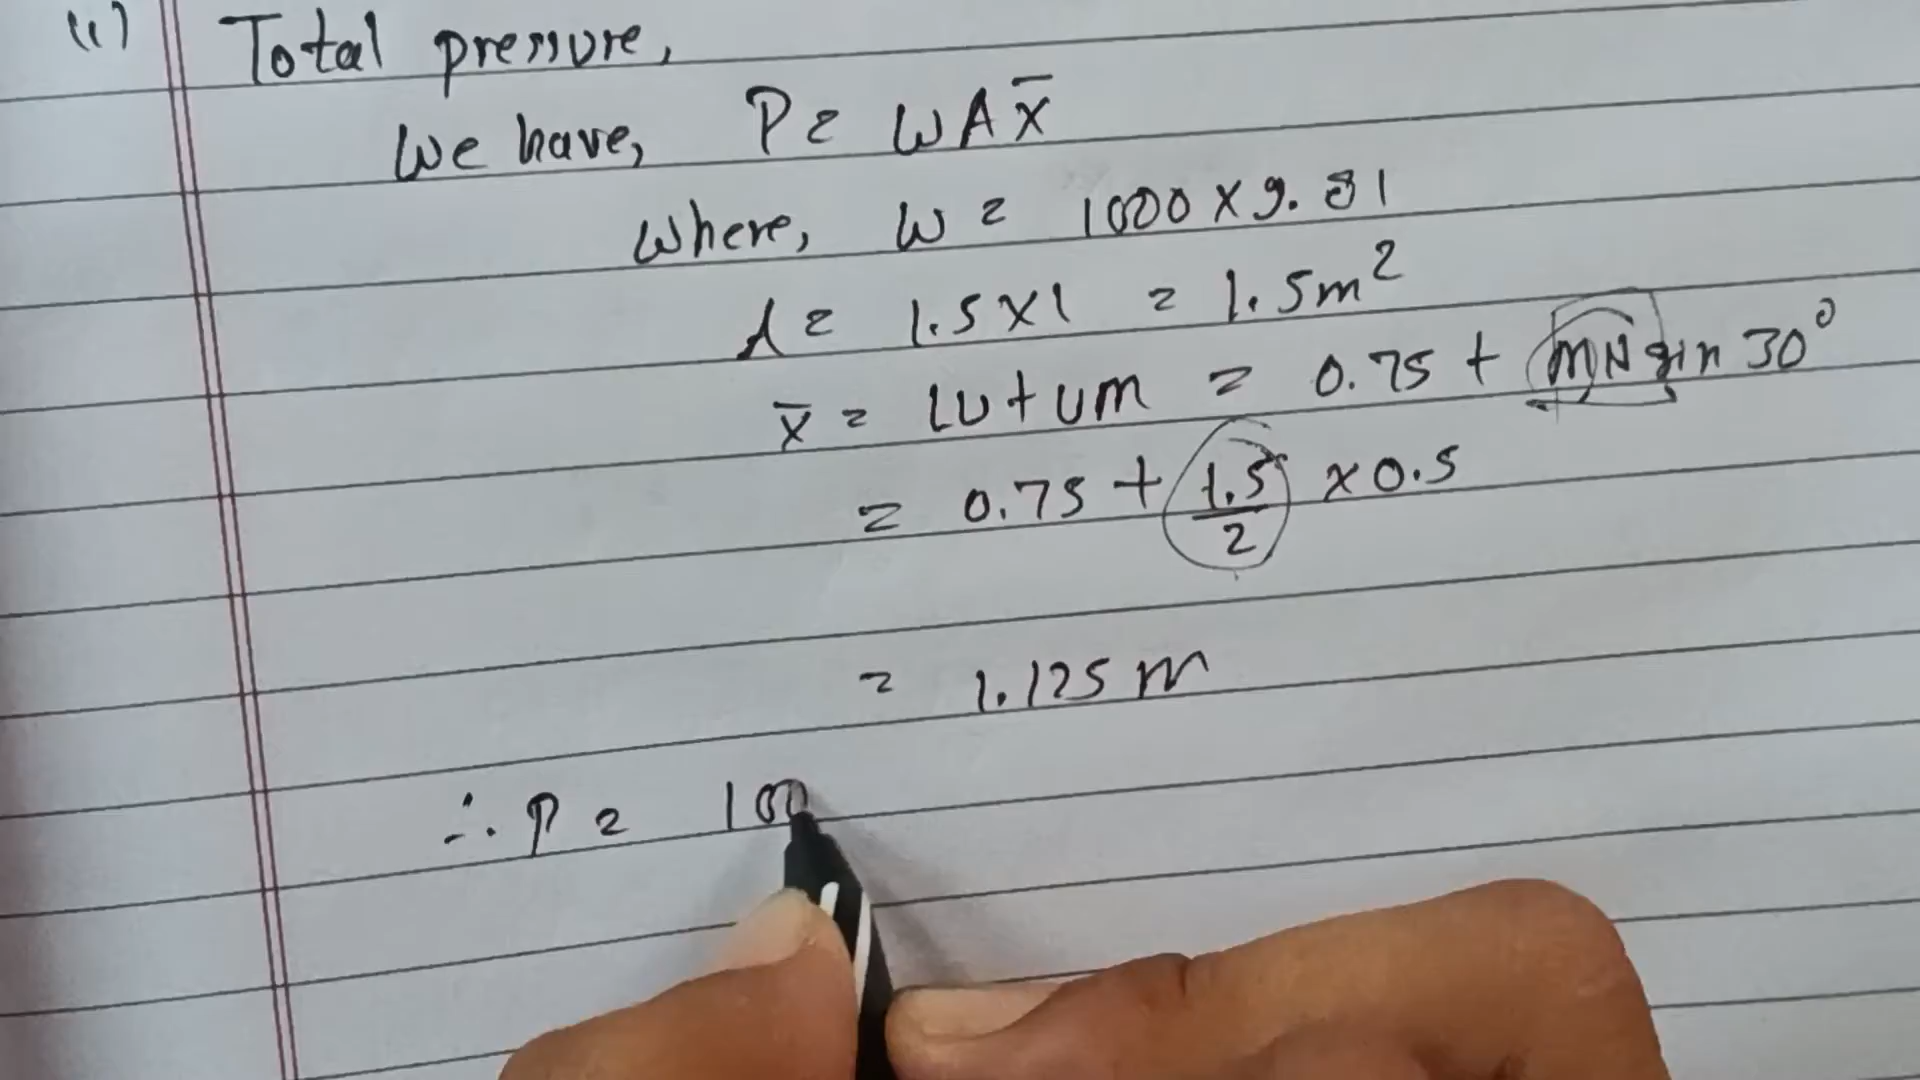 (i) Total pressure,
We have, P = wAx̄
Where, w = 1000 x 9.81
A = 1.5 x 1 = 1.5m²
x̄ = LU + UM = 0.75 + MN sin 30°
= 0.75 + 1.5/2 x 0.5
= 1.125 m
∴ P = 100